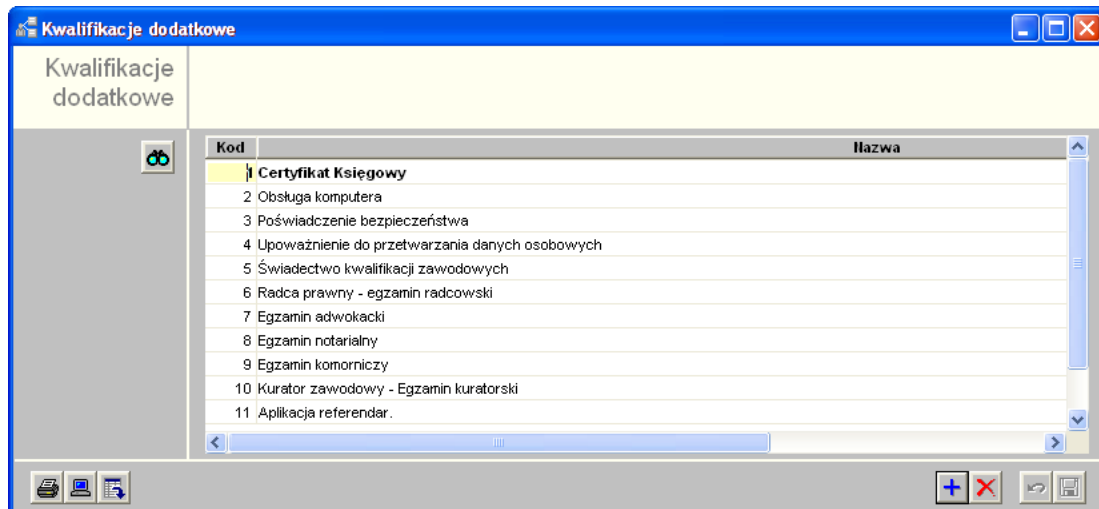 Kwalifikacje dodatkowe
Kwalifikacje
dodatkowe
Kod Nazwa
1 Certyfikat Księgowy
2 Obsługa komputera
3 Poświadczenie bezpieczeństwa
4 Upoważnienie do przetwarzania danych osobowych
5 Świadectwo kwalifikacji zawodowych
6 Radca prawny - egzamin radcowski
7 Egzamin adwokacki
8 Egzamin notarialny
9 Egzamin komorniczy
10 Kurator zawodowy - Egzamin kuratorski
11 Aplikacja referendar.